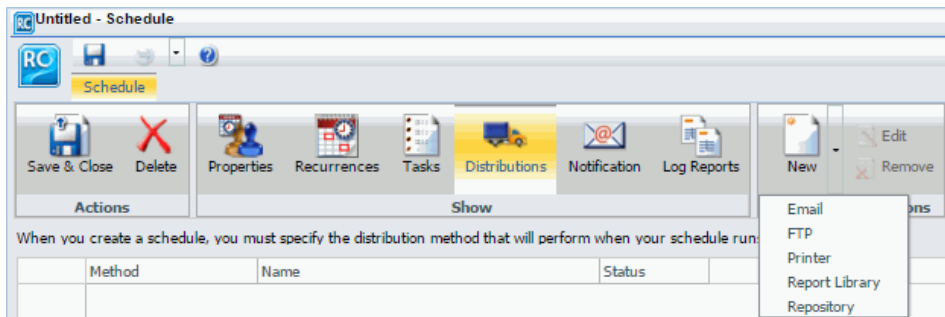 RC Untitled - Schedule
RC
Schedule
Save & Close Delete Properties Recurrences Tasks Distributions Notification Log Reports New Edit
Remove
Actions Show ons
When you create a schedule, you must specify the distribution method that will perform when your schedule runs
Method Name Status
Email
FTP
Printer
Report Library
Repository